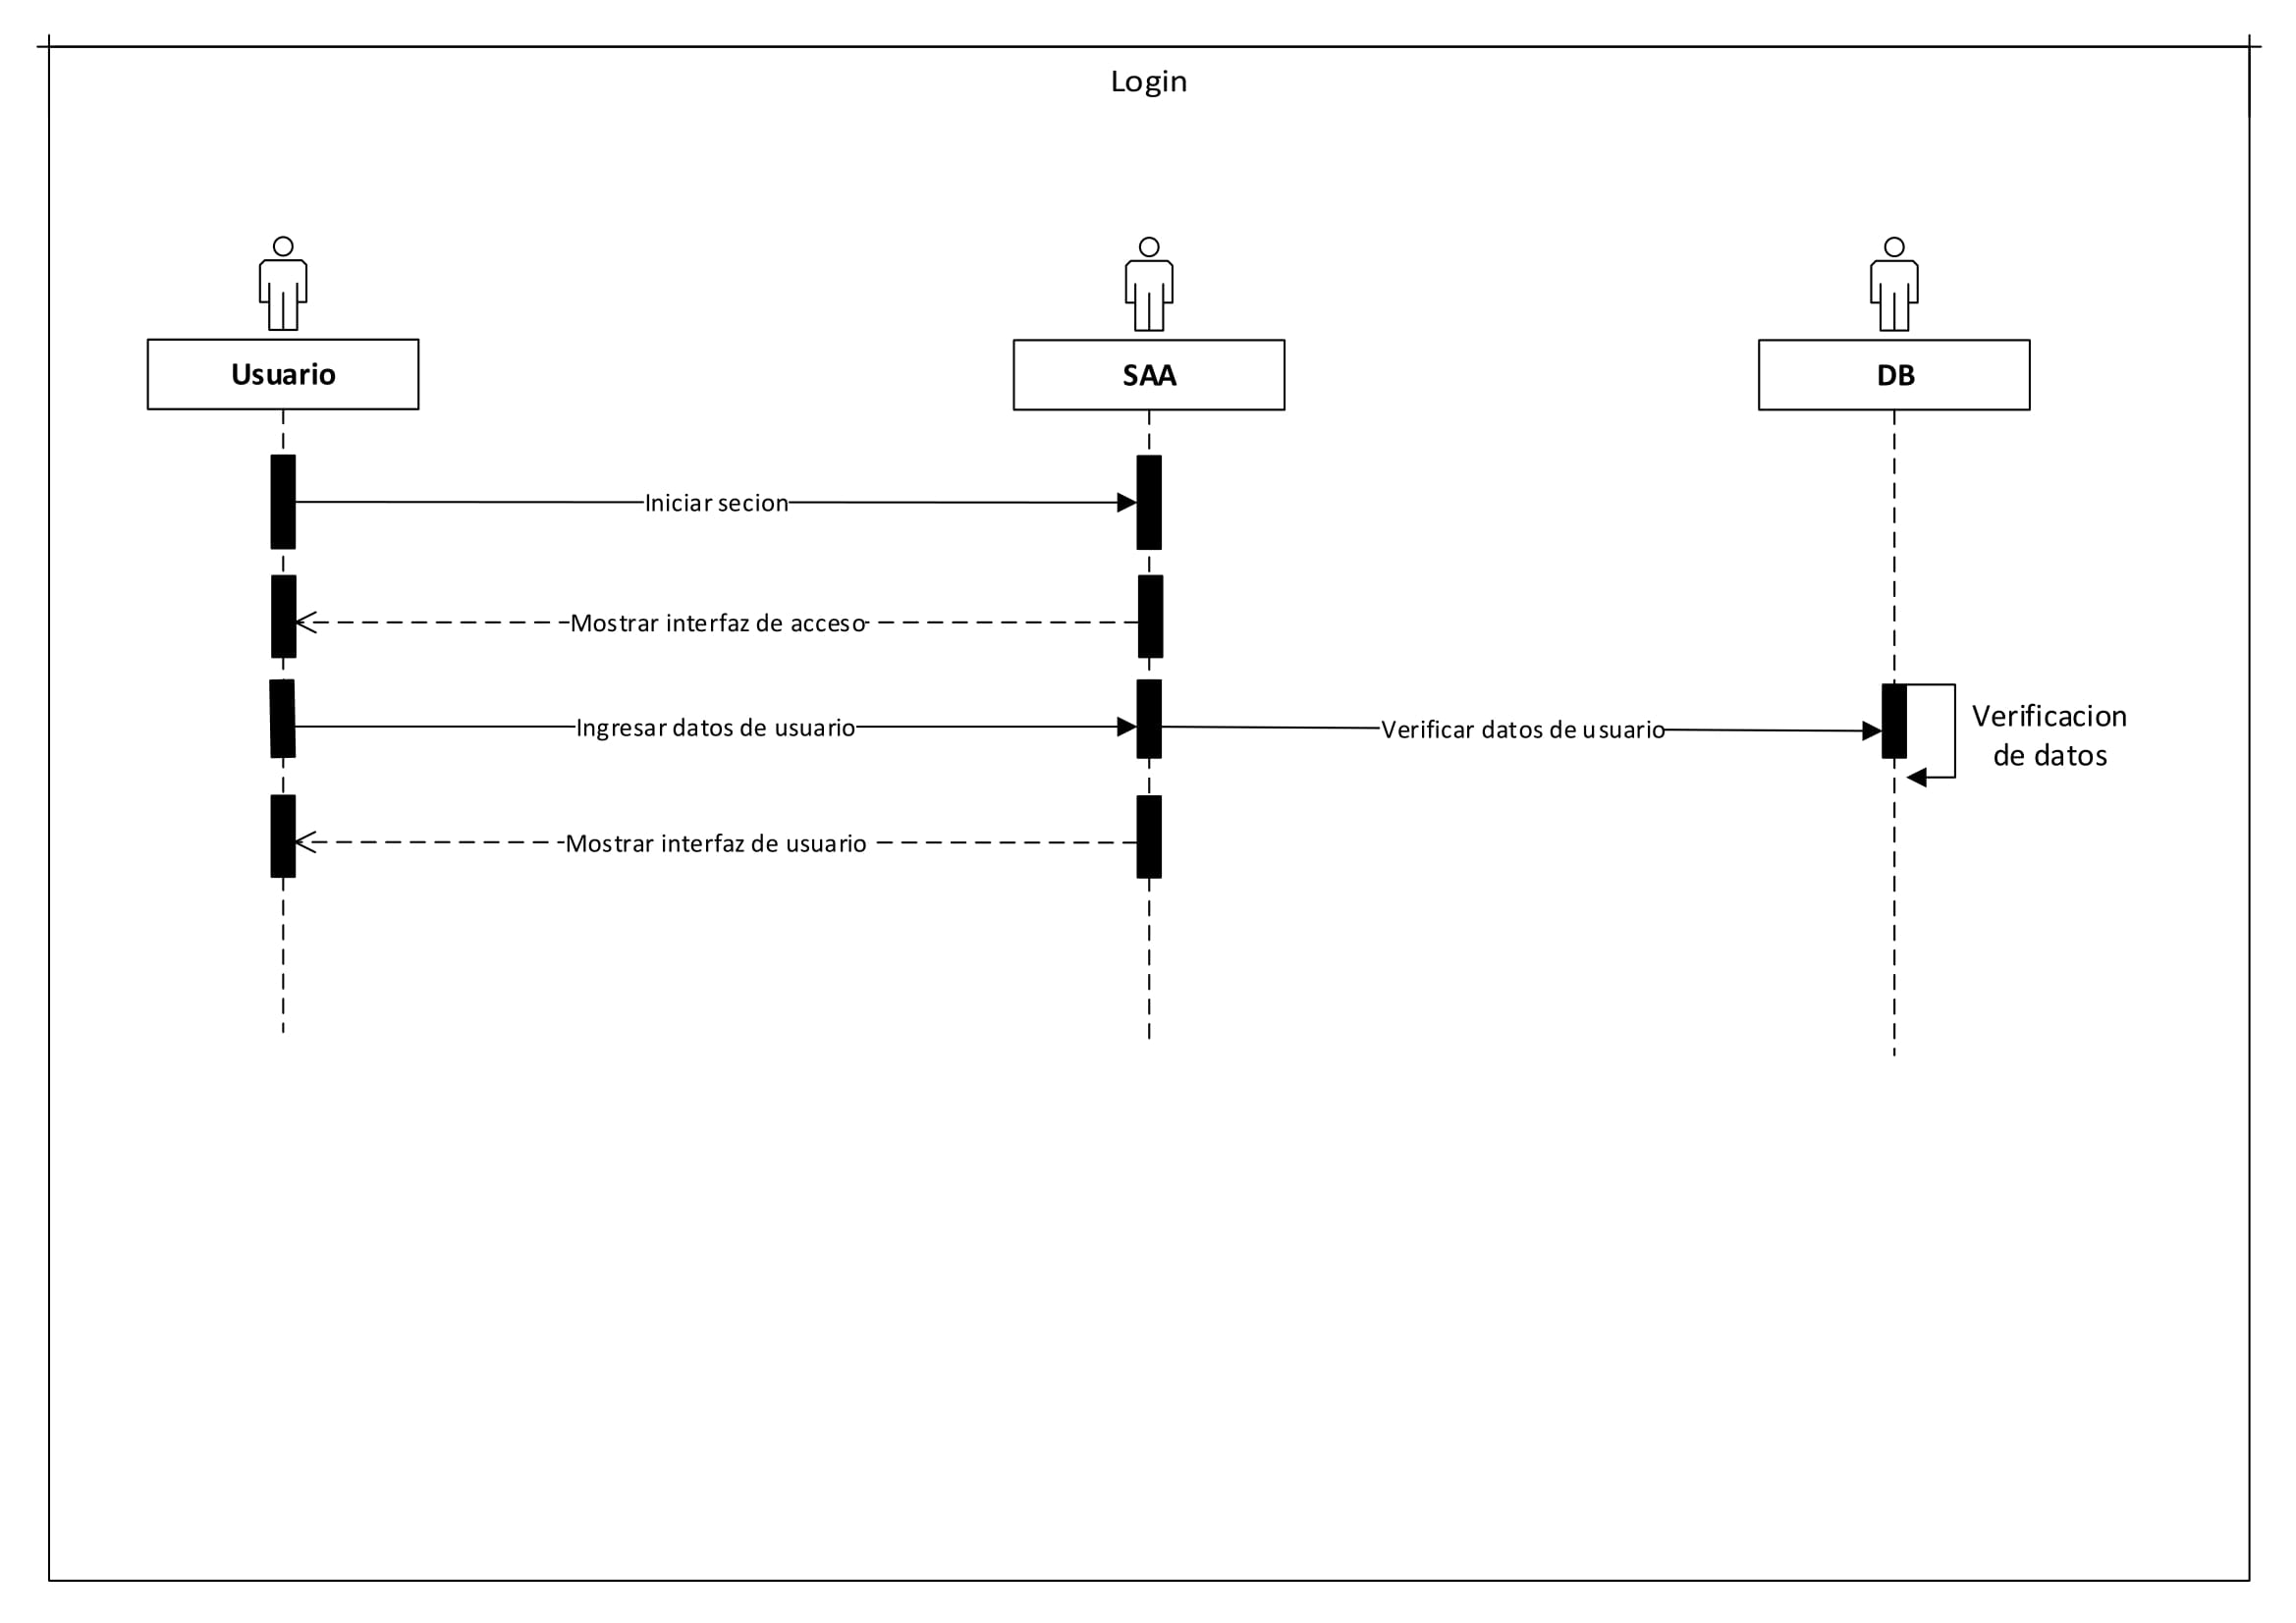 Login
Usuario
SAA
DB
Iniciar secion
Mostrar interfaz de acceso
Ingresar datos de usuario
Verificar datos de usuario
Verificacion
de datos
Mostrar interfaz de usuario